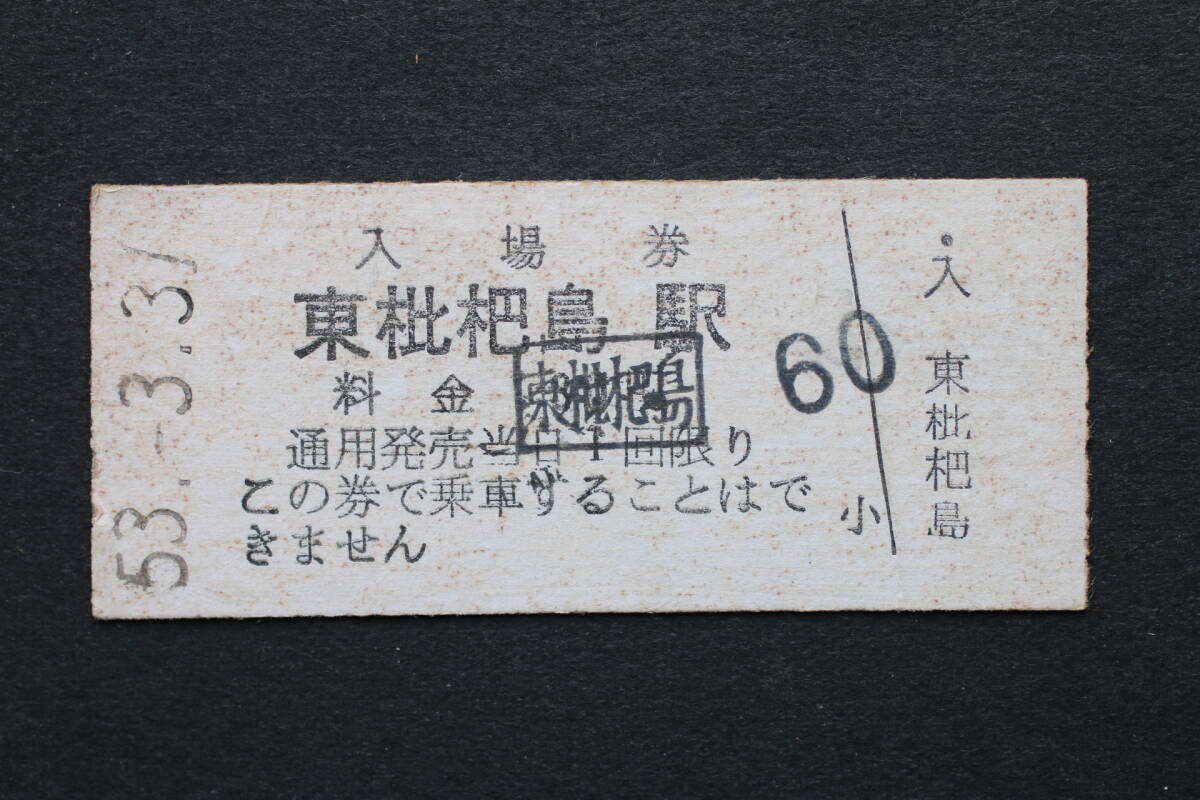 53.-3.31
入場券
東枇杷島駅
料金
東枇杷島
60
通用発売当日1回限り
この券で乗車することはで
きません
小
入
東枇杷島